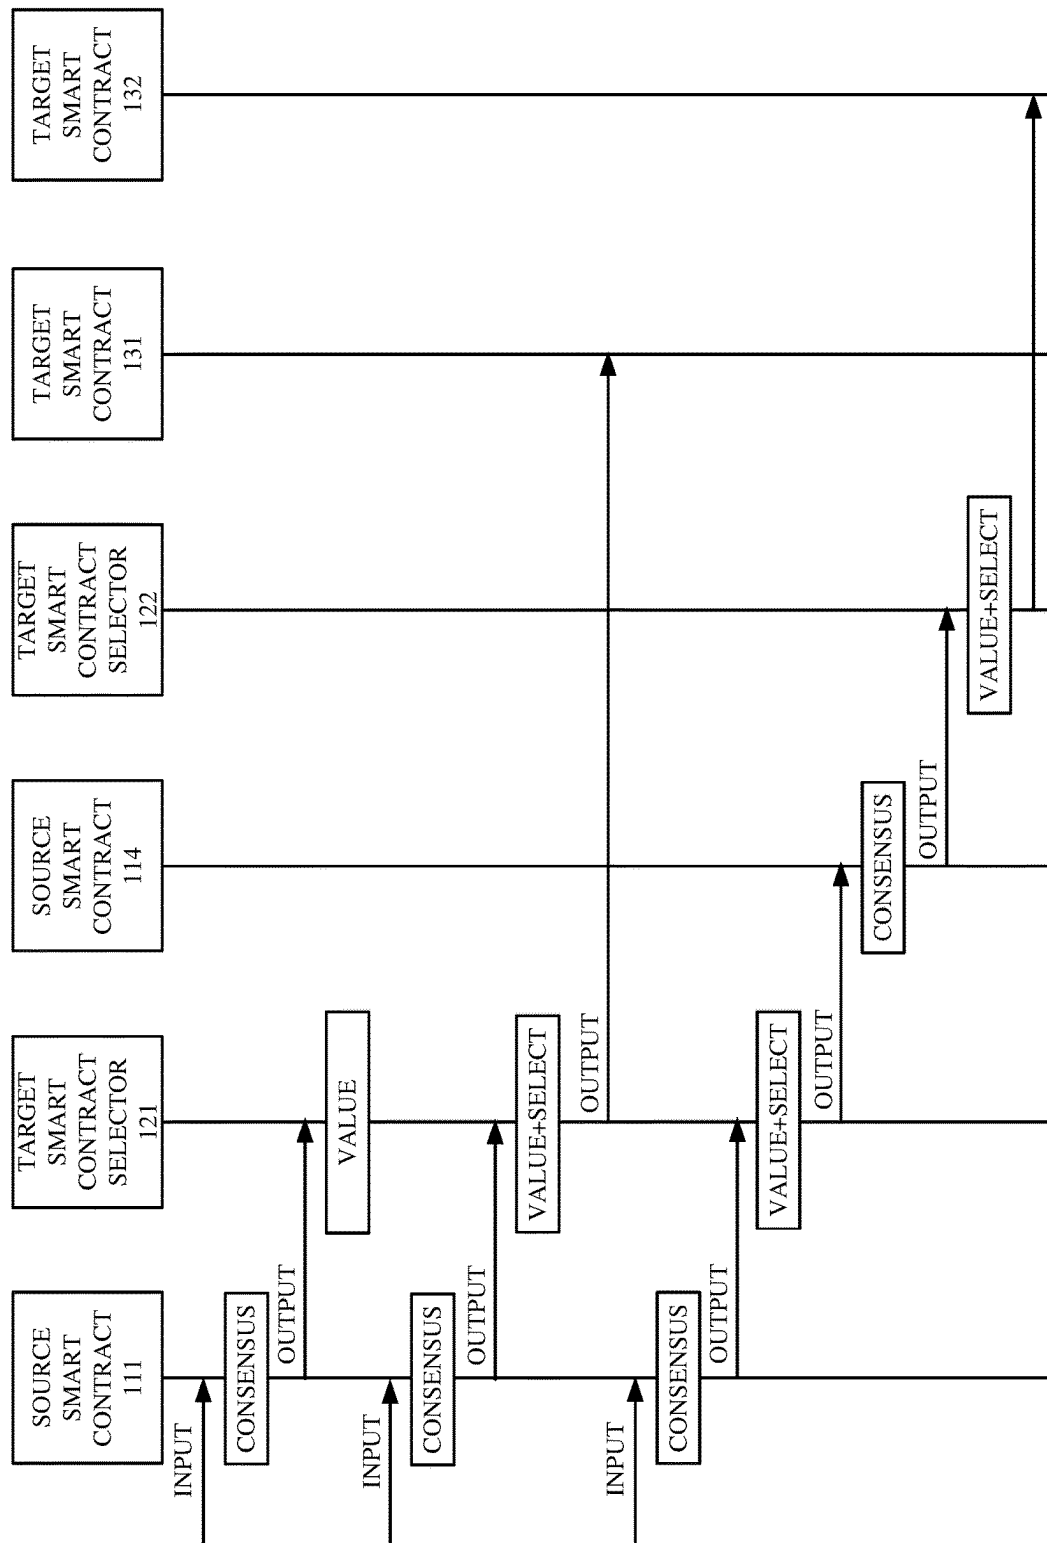 SOURCE
SMART
CONTRACT
111
TARGET
SMART
CONTRACT
SELECTOR
121
SOURCE
SMART
CONTRACT
114
TARGET
SMART
CONTRACT
SELECTOR
122
TARGET
SMART
CONTRACT
131
TARGET
SMART
CONTRACT
132
INPUT
CONSENSUS
OUTPUT
VALUE
INPUT
CONSENSUS
OUTPUT
VALUE+SELECT
OUTPUT
INPUT
CONSENSUS
OUTPUT
VALUE+SELECT
OUTPUT
CONSENSUS
OUTPUT
VALUE+SELECT